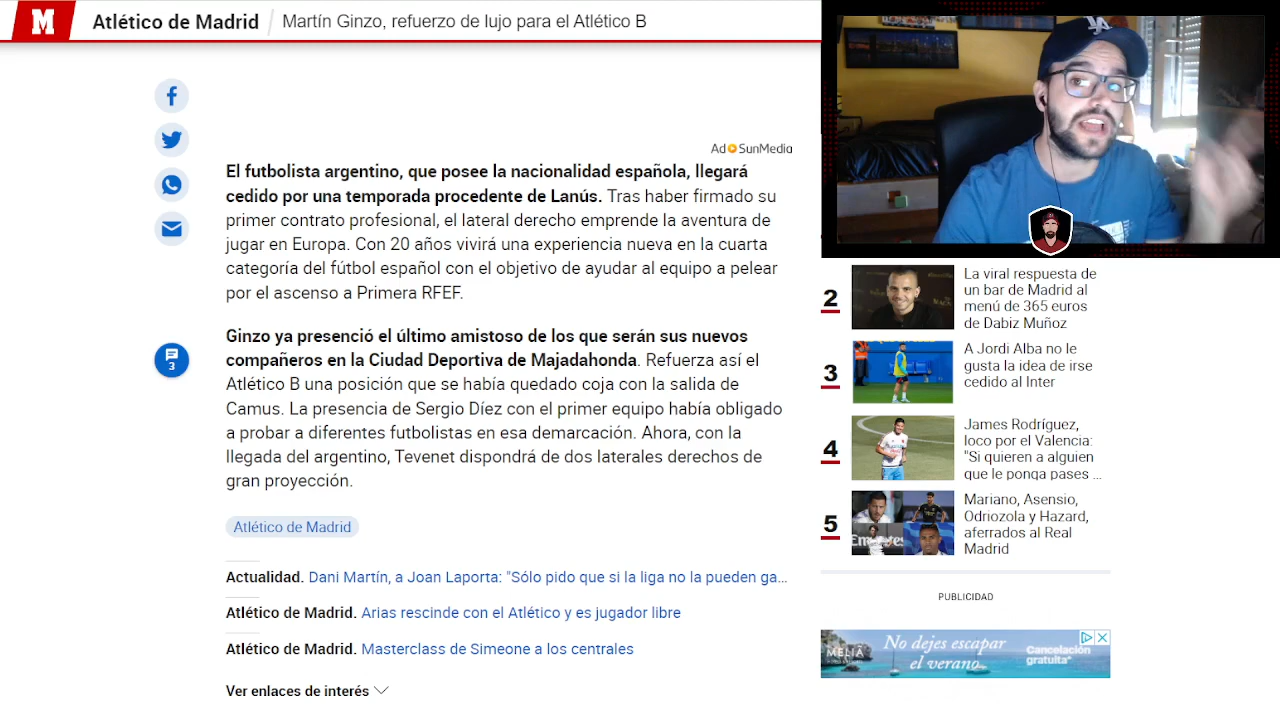 M
Atlético de Madrid
Martín Ginzo, refuerzo de lujo para el Atlético B
Ad SunMedia
El futbolista argentino, que posee la nacionalidad española, llegará
cedido por una temporada procedente de Lanús. Tras haber firmado su
primer contrato profesional, el lateral derecho emprende la aventura de
jugar en Europa. Con 20 años vivirá una experiencia nueva en la cuarta
categoría del fútbol español con el objetivo de ayudar al equipo a pelear
por el ascenso a Primera RFEF.
3
Ginzo ya presenció el último amistoso de los que serán sus nuevos
compañeros en la Ciudad Deportiva de Majadahonda. Refuerza así el
Atlético B una posición que se había quedado coja con la salida de
Camus. La presencia de Sergio Díez con el primer equipo había obligado
a probar a diferentes futbolistas en esa demarcación. Ahora, con la
llegada del argentino, Tevenet dispondrá de dos laterales derechos de
gran proyección.
Atlético de Madrid
Actualidad. Dani Martín, a Joan Laporta: "Sólo pido que si la liga no la pueden ga...
Atlético de Madrid. Arias rescinde con el Atlético y es jugador libre
Atlético de Madrid. Masterclass de Simeone a los centrales
Ver enlaces de interés
LA
2
La viral respuesta de
un bar de Madrid al
menú de 365 euros
de Dabiz Muñoz
3
A Jordi Alba no le
gusta la idea de irse
cedido al Inter
4
James Rodríguez,
loco por el Valencia:
"Si quieren a alguien
que le ponga pases ...
5
Mariano, Asensio,
Odriozola y Hazard,
aferrados al Real
Madrid
PUBLICIDAD
MELIÁ
No dejes escapar
el verano
Cancelación
gratuita*